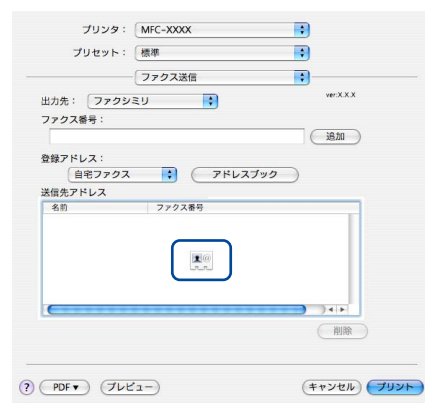 プリンタ： MFC-XXXX
プリセット： 標準
ファクス送信
出力先： ファクシミリ ver:X.X.X
ファクス番号：
追加
登録アドレス：
自宅ファクス アドレスブック
送信先アドレス
名前 ファクス番号
削除
? PDF▼ プレビュー キャンセル プリント